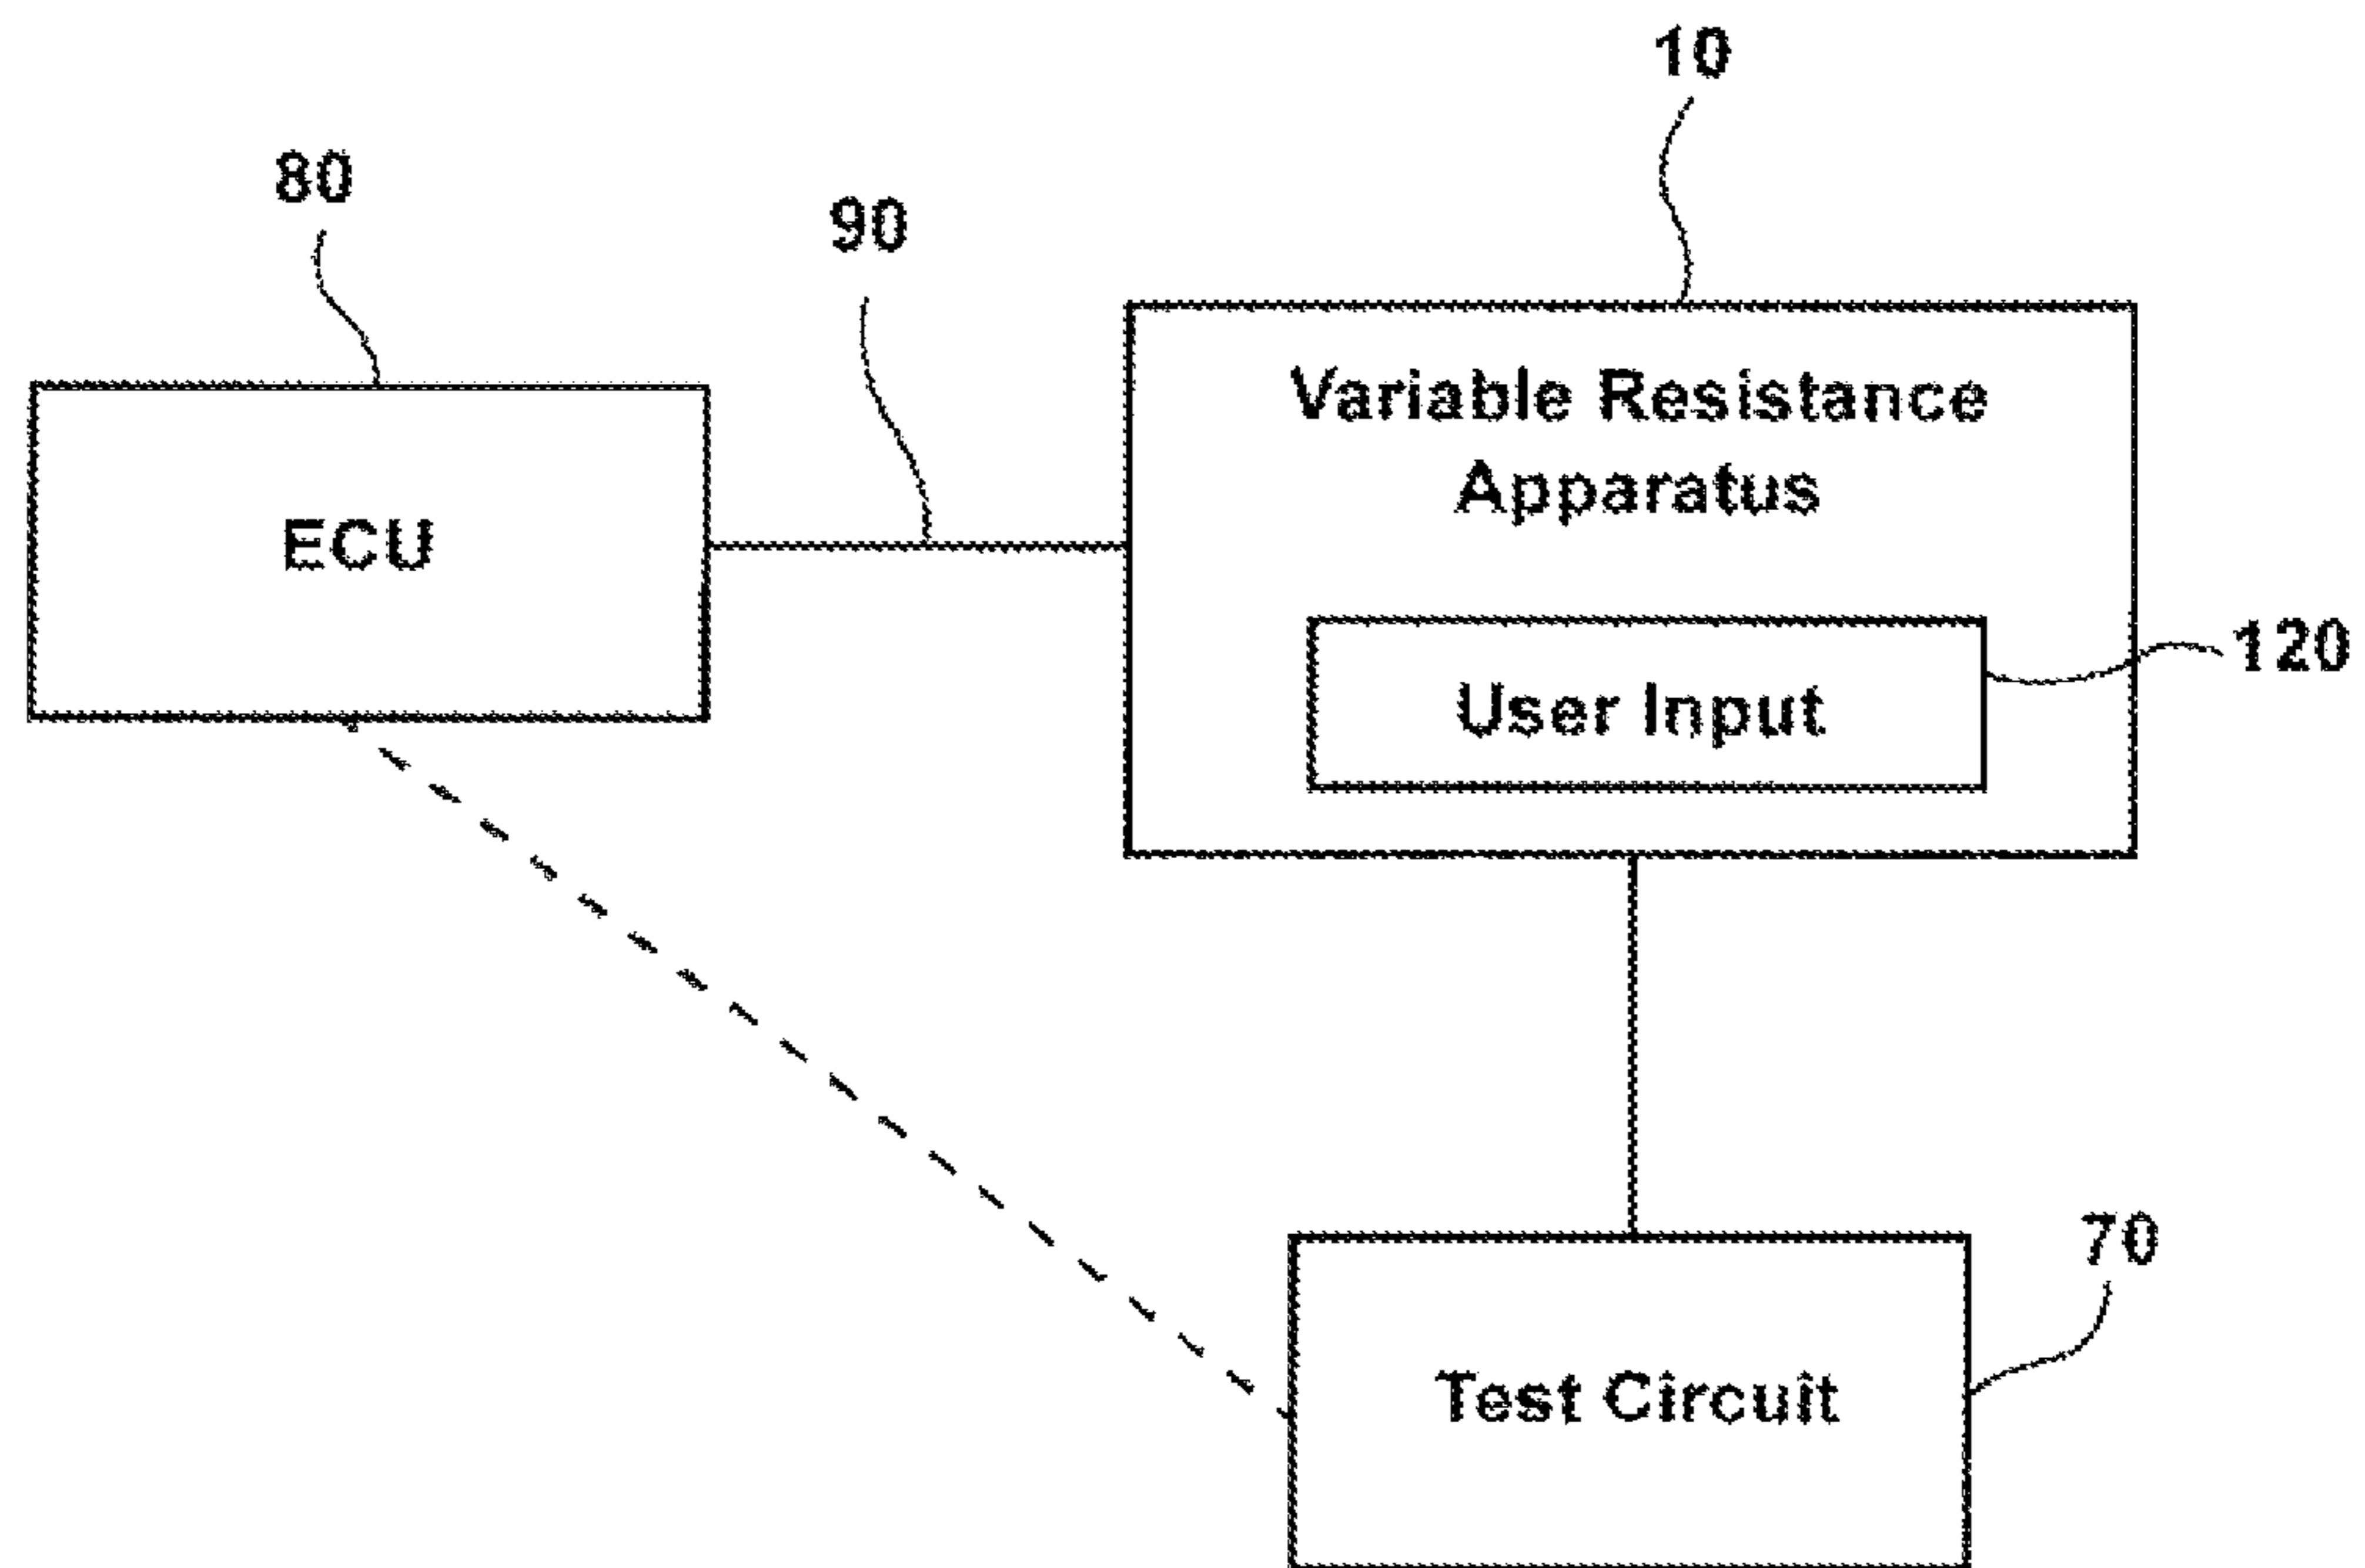 10
80
90
Variable Resistance
Apparatus
ECU
120
User Input
70
Test Circuit